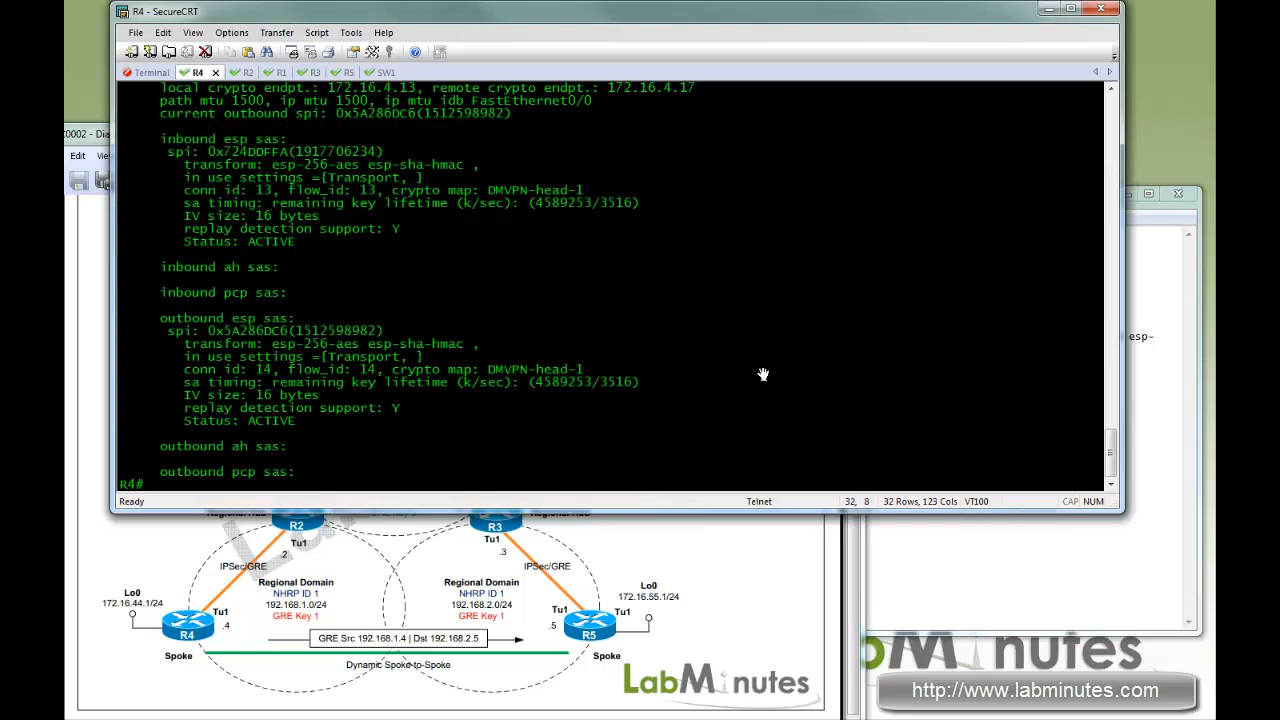 R4 - SecureCRT
File Edit View Options Transfer Script Tools Help
Terminal R4 x R2 R1 R3 R5 SW1
local crypto endpt.: 172.16.4.13, remote crypto endpt.: 172.16.4.17
path mtu 1500, ip mtu 1500, ip mtu idb FastEthernet0/0
current outbound spi: 0x5A286DC6(1512598982)
inbound esp sas:
spi: 0x724DDFFA(1917706234)
transform: esp-256-aes esp-sha-hmac ,
in use settings ={Transport, }
conn id: 13, flow_id: 13, crypto map: DMVPN-head-1
sa timing: remaining key lifetime (k/sec): (4589253/3516)
IV size: 16 bytes
replay detection support: Y
Status: ACTIVE
inbound ah sas:
inbound pcp sas:
outbound esp sas:
spi: 0x5A286DC6(1512598982)
transform: esp-256-aes esp-sha-hmac ,
in use settings ={Transport, }
conn id: 14, flow_id: 14, crypto map: DMVPN-head-1
sa timing: remaining key lifetime (k/sec): (4589253/3516)
IV size: 16 bytes
replay detection support: Y
Status: ACTIVE
outbound ah sas:
outbound pcp sas:
R4#
Ready Telnet 32, 8 32 Rows, 123 Cols VT100 CAP NUM
0002 - Dia
Edit
esp-
R2 R3
Tu1 Tu1
.2 .3
IPSec/GRE IPSec/GRE
Regional Domain Regional Domain
NHRP ID 1 NHRP ID 1
192.168.1.0/24 192.168.2.0/24
GRE Key 1 GRE Key 1
Lo0 Lo0
172.16.44.1/24 172.16.55.1/24
Tu1 Tu1 Tu1
R4 .4 .5 R5
GRE Src 192.168.1.4 | Dst 192.168.2.5
Spoke Spoke
Dynamic Spoke-to-Spoke
LabMinutes
Minutes
http://www.labminutes.com